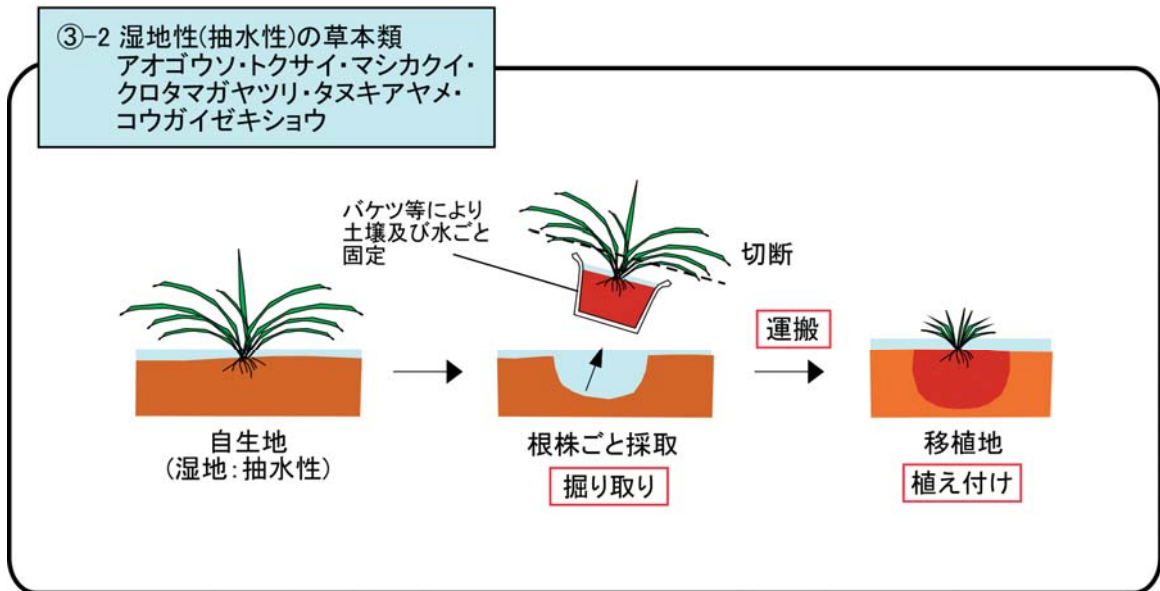 ③-2 湿地性(抽水性)の草本類
アオゴウソ・トクサイ・マシカクイ・
クロタマガヤツリ・タヌキアヤメ・
コウガイゼキショウ
バケツ等により
土壌及び水ごと
固定
切断
運搬
自生地
(湿地:抽水性)
根株ごと採取
掘り取り
移植地
植え付け